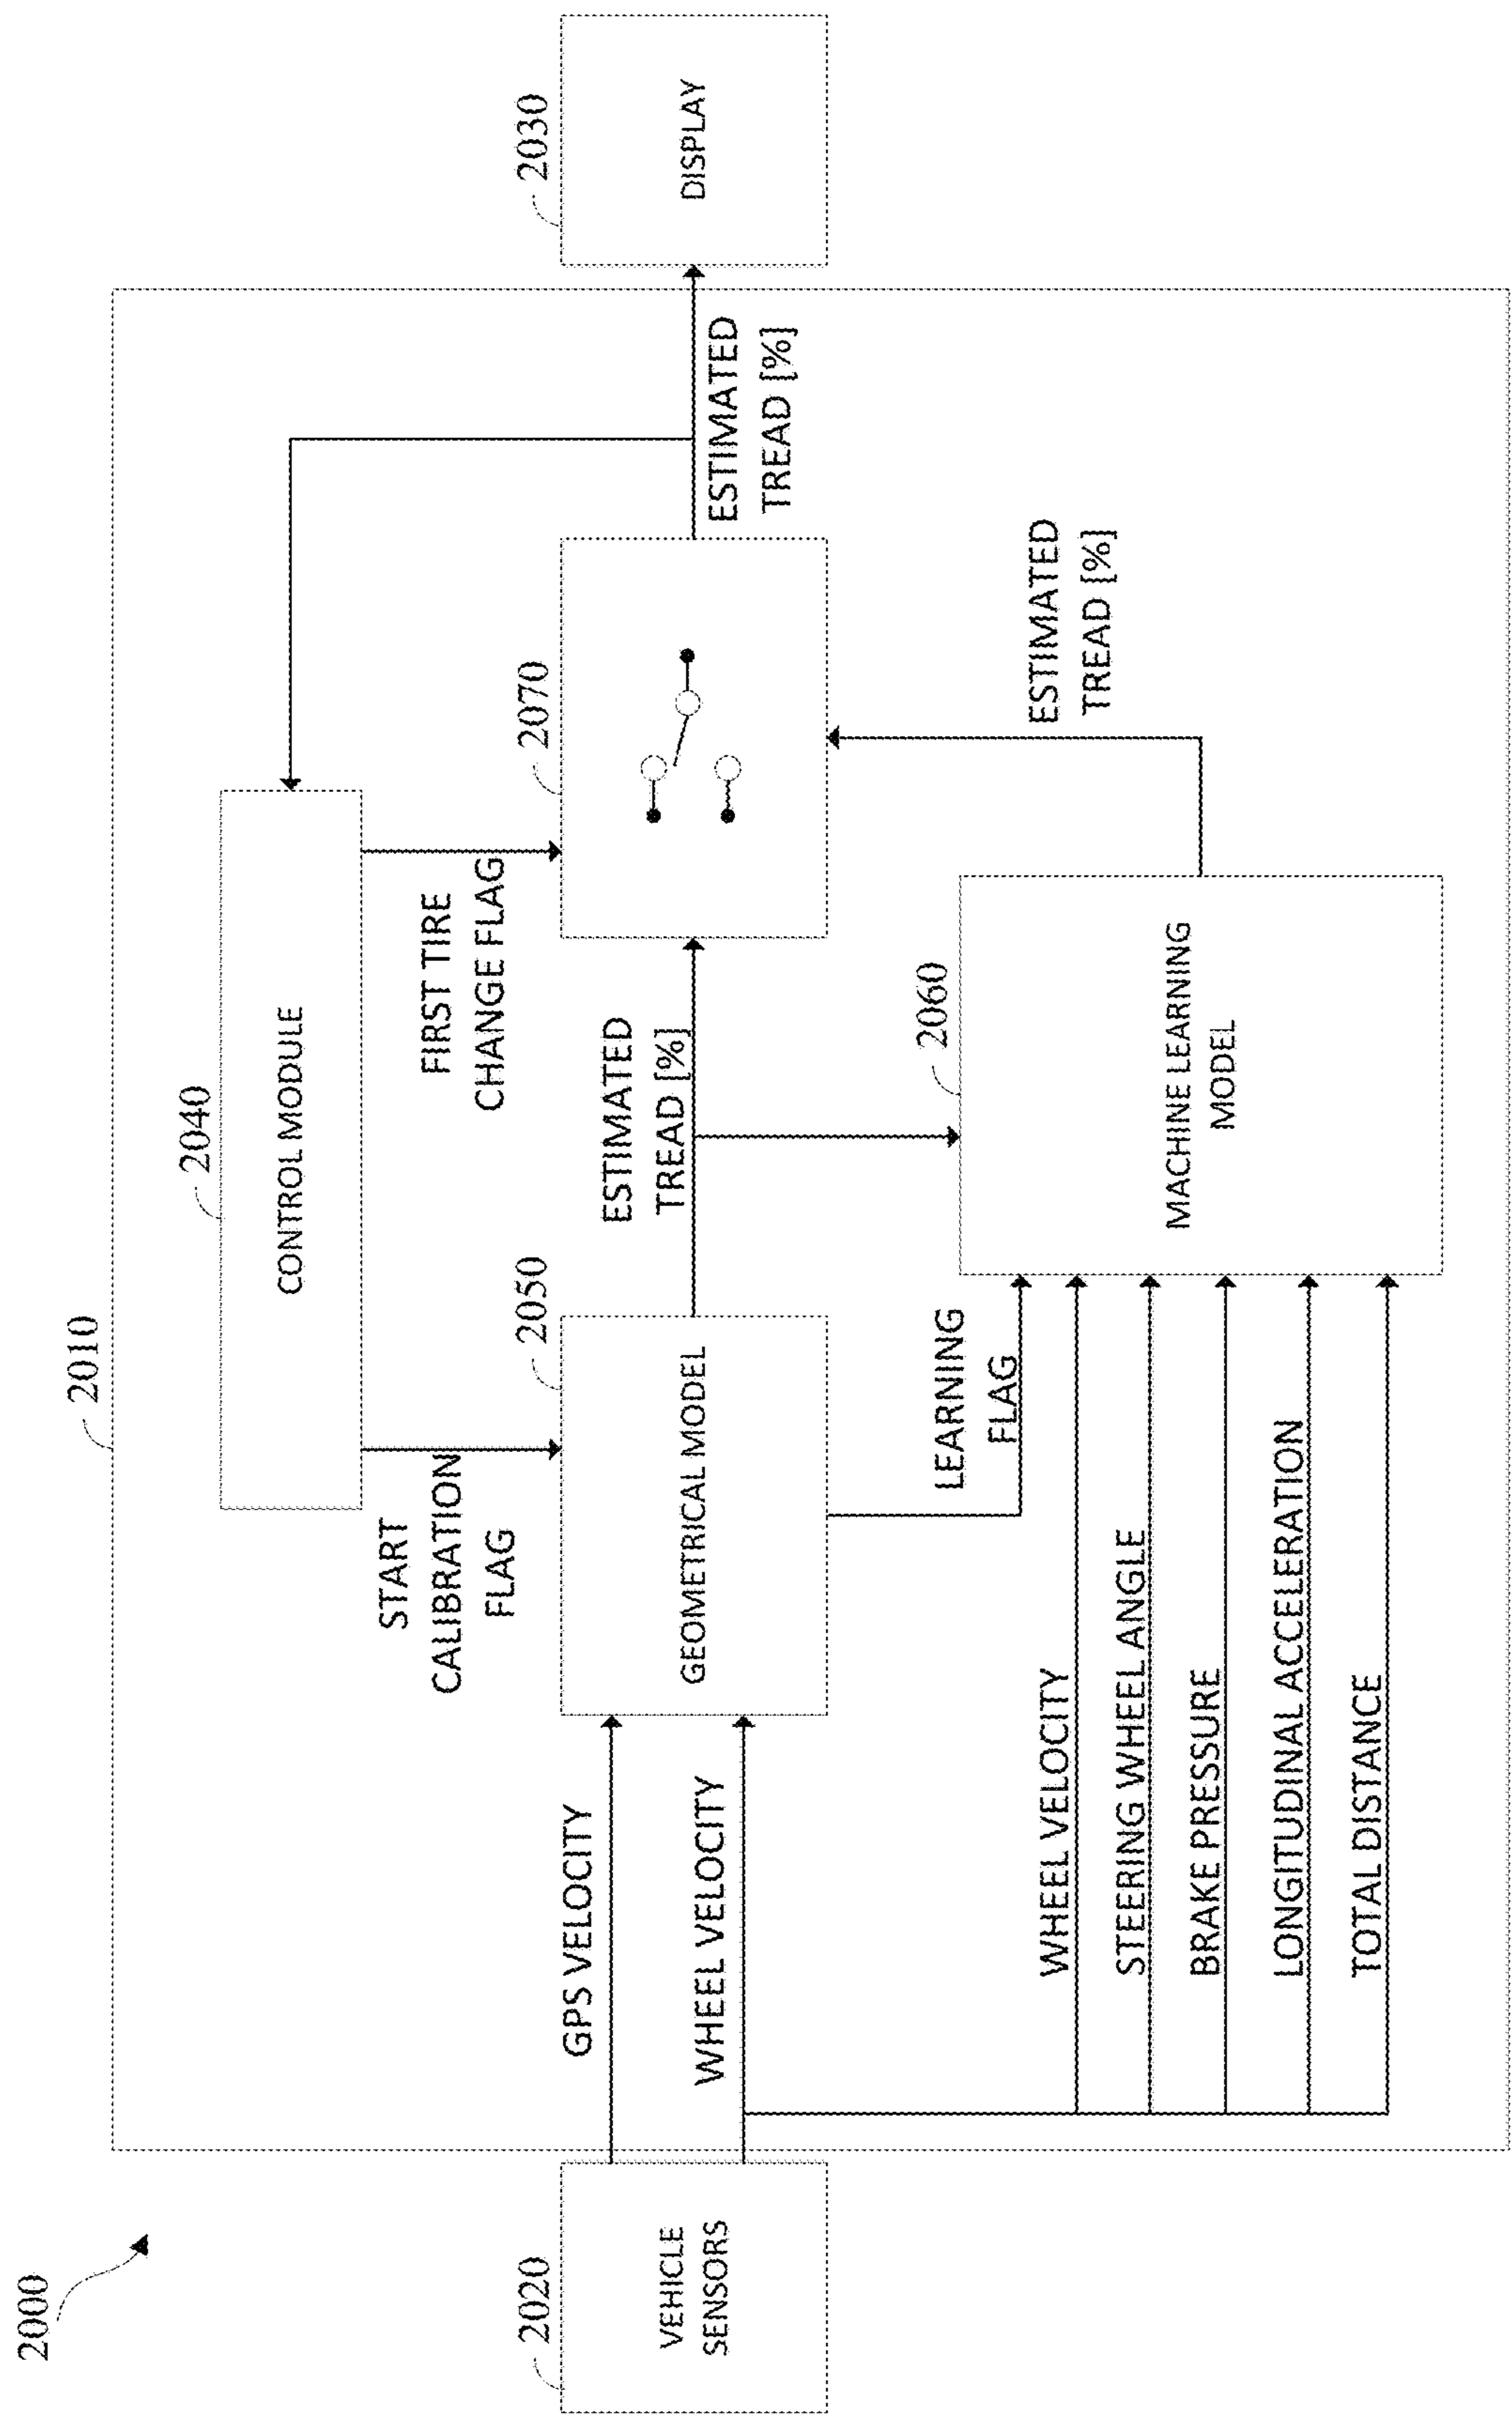 2000
2010
2040
CONTROL MODULE
START
CALIBRATION
FLAG
FIRST TIRE
CHANGE FLAG
2020
VEHICLE
SENSORS
GPS VELOCITY
WHEEL VELOCITY
2050
GEOMETRICAL MODEL
ESTIMATED
TREAD [%]
2070
ESTIMATED
TREAD [%]
2030
DISPLAY
LEARNING
FLAG
2060
MACHINE LEARNING
MODEL
ESTIMATED
TREAD [%]
WHEEL VELOCITY
STEERING WHEEL ANGLE
BRAKE PRESSURE
LONGITUDINAL ACCELERATION
TOTAL DISTANCE